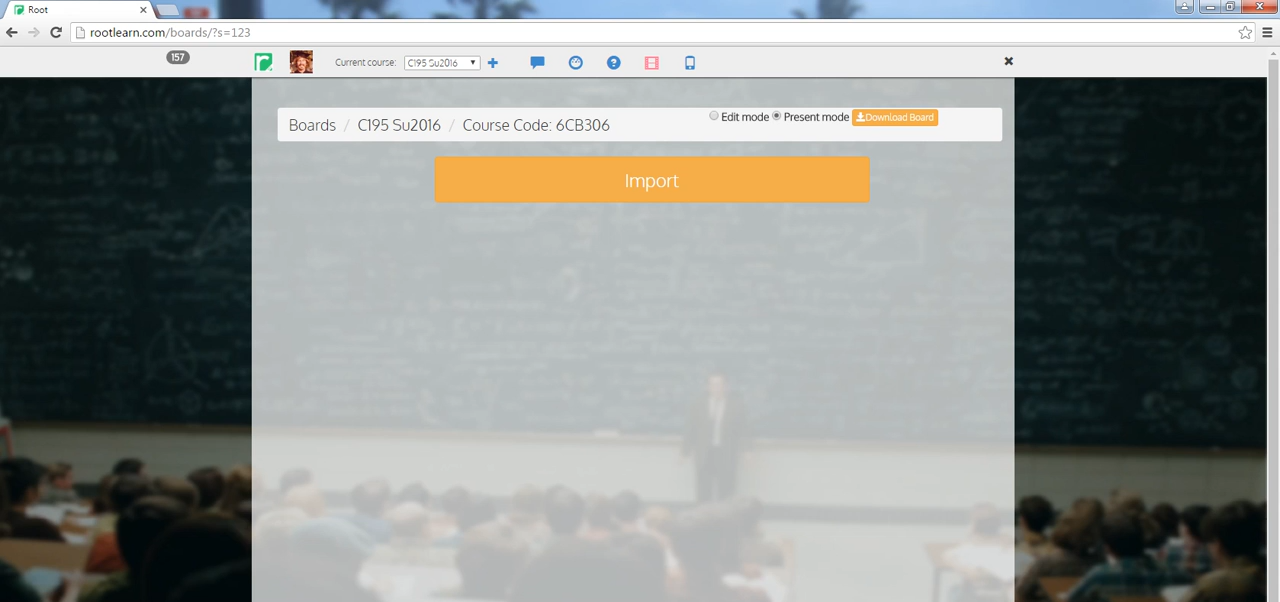 Root
rootlearn.com/boards/?s=123
157
Current course: C195 Su2016
Boards / C195 Su2016 / Course Code: 6CB306
Edit mode Present mode Download Board
Import